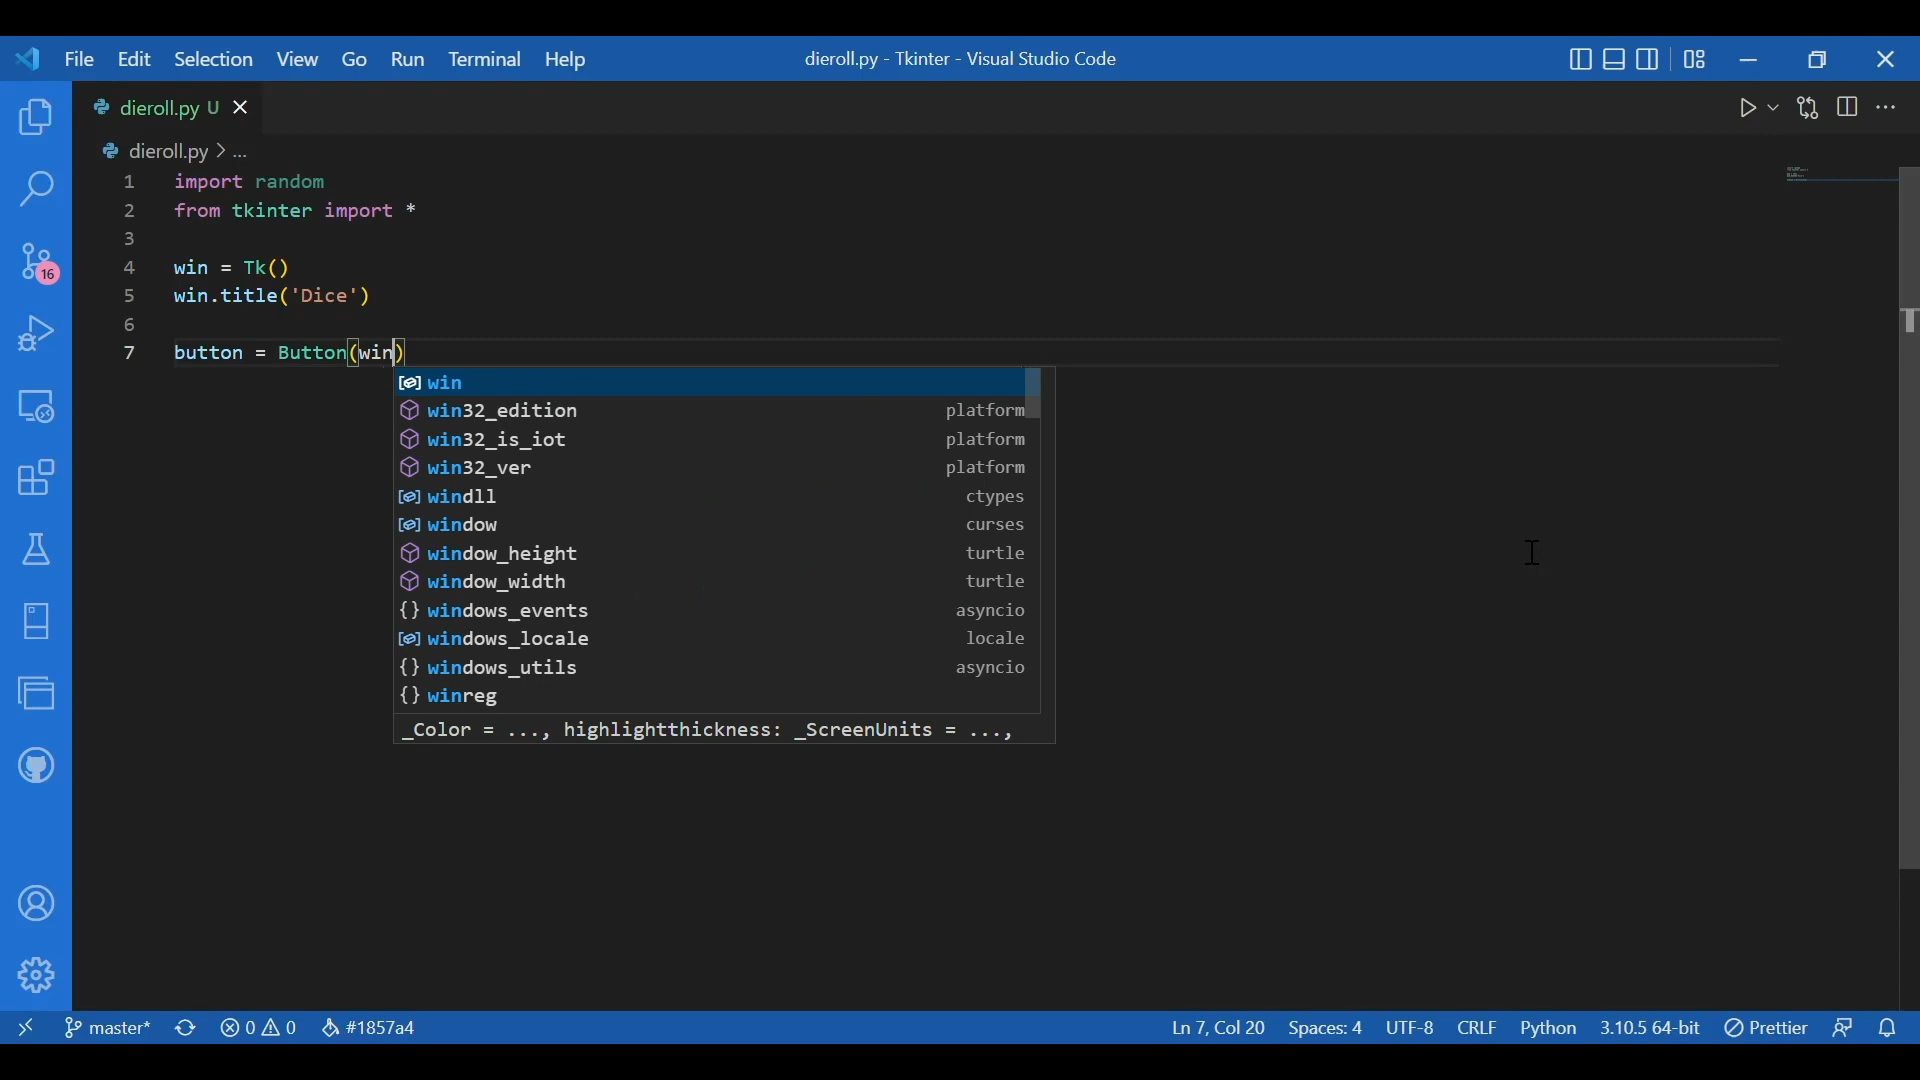 File Edit Selection View Go Run Terminal Help dieroll.py - Tkinter - Visual Studio Code
dieroll.py U
dieroll.py > ...
1 import random
2 from tkinter import *
3
4 win = Tk()
5 win.title('Dice')
6
7 button = Button(win)
win
win32_edition platform
win32_is_iot platform
win32_ver platform
windll ctypes
window curses
window_height turtle
window_width turtle
windows_events asyncio
windows_locale locale
windows_utils asyncio
winreg
_Color = ..., highlightthickness: _ScreenUnits = ...,
16
master* 0 0 #1857a4 Ln 7, Col 20 Spaces: 4 UTF-8 CRLF Python 3.10.5 64-bit Prettier